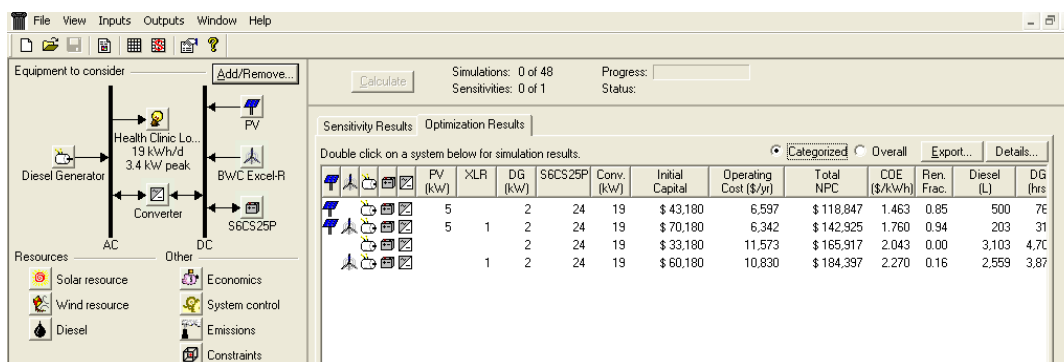 File View Inputs Outputs Window Help
Equipment to consider
Add/Remove...
Health Clinic Lo...
19 kWh/d
3.4 kW peak
PV
Diesel Generator
BWC Excel-R
Converter
S6CS25P
AC DC
Resources
Other
Solar resource
Economics
Wind resource
System control
Diesel
Emissions
Constraints
Calculate
Simulations: 0 of 48
Progress:
Sensitivities: 0 of 1
Status:
Sensitivity Results Optimization Results
Double click on a system below for simulation results.
Categorized Overall Export... Details...
PV (kW) XLR DG (kW) S6CS25P Conv. (kW) Initial Capital Operating Cost ($/yr) Total NPC COE ($/kWh) Ren. Frac. Diesel (L) DG (hrs
5 2 24 19 $ 43,180 6,597 $ 118,847 1.463 0.85 500 76
5 1 2 24 19 $ 70,180 6,342 $ 142,925 1.760 0.94 203 31
2 24 19 $ 33,180 11,573 $ 165,917 2.043 0.00 3,103 4,70
1 2 24 19 $ 60,180 10,830 $ 184,397 2.270 0.16 2,559 3,87